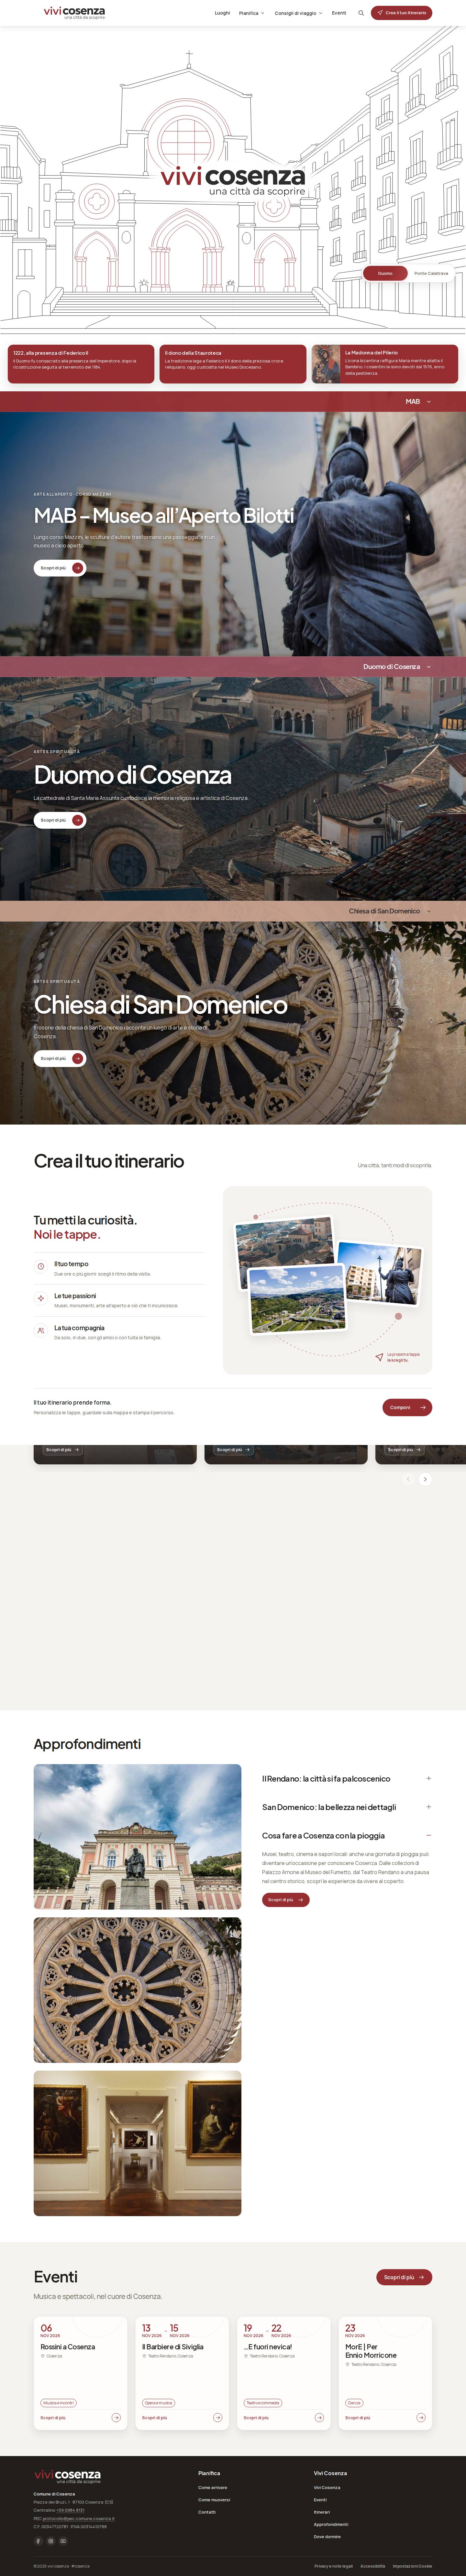 vivicosenza
una città da scoprire
Luoghi
Pianifica
Consigli di viaggio
Eventi
Crea il tuo itinerario
vivicosenza
una città da scoprire
Duomo
Ponte Calatrava
1222, alla presenza di Federico II
Il Duomo fu consacrato alla presenza dell'imperatore, dopo la
ricostruzione seguita al terremoto del 1184.
Il dono della Stauroteca
La tradizione lega a Federico II il dono della preziosa croce
reliquiario, oggi custodita nel Museo Diocesano.
La Madonna del Pilerio
L'icona bizantina raffigura Maria mentre allatta il
Bambino. I cosentini le sono devoti dal 1576, anno
della pestilenza.
MAB
ARTE ALL'APERTO · CORSO MAZZINI
MAB – Museo all'Aperto Bilotti
Lungo corso Mazzini, le sculture d'autore trasformano una passeggiata in un
museo a cielo aperto.
Scopri di più
Duomo di Cosenza
ARTE E SPIRITUALITÀ
Duomo di Cosenza
La cattedrale di Santa Maria Assunta custodisce la memoria religiosa e artistica di Cosenza.
Scopri di più
Chiesa di San Domenico
ARTE E SPIRITUALITÀ
Chiesa di San Domenico
Il rosone della chiesa di San Domenico racconta un luogo di arte e storia di
Cosenza.
Scopri di più
Crea il tuo itinerario
Una città, tanti modi di scoprirla.
Tu metti la curiosità.
Noi le tappe.
Il tuo tempo
Due ore o più giorni: scegli il ritmo della visita.
Le tue passioni
Musei, monumenti, arte all'aperto e ciò che ti incuriosisce.
La tua compagnia
Da solo, in due, con gli amici o con tutta la famiglia.
La prossima tappa
la scegli tu.
Il tuo itinerario prende forma.
Personalizza le tappe, guardale sulla mappa e stampa il percorso.
Componi
Scopri di più
Scopri di più
Scopri di più
Approfondimenti
Il Rendano: la città si fa palcoscenico
San Domenico: la bellezza nei dettagli
Cosa fare a Cosenza con la pioggia
Musei, teatro, cinema e sapori locali: anche una giornata di pioggia può
diventare un'occasione per conoscere Cosenza. Dalle collezioni di
Palazzo Arnone al Museo del Fumetto, dal Duomo al Rendano a una pausa
nel centro storico, scopri le esperienze da vivere al coperto.
Scopri di più
Eventi
Musica e spettacoli, nel cuore di Cosenza.
Scopri di più
06
NOV 2026
Rossini a Cosenza
Cosenza
Musica e incontri
Scopri di più
13
NOV 2026
-
15
NOV 2026
Il Barbiere di Siviglia
Teatro Rendano, Cosenza
Opera e musica
Scopri di più
19
NOV 2026
-
22
NOV 2026
...E fuori nevica!
Teatro Rendano, Cosenza
Teatro e commedia
Scopri di più
23
NOV 2026
MorE | Per
Ennio Morricone
Teatro Rendano, Cosenza
Danza
Scopri di più
vivicosenza
una città da scoprire
Comune di Cosenza
Piazza dei Bruzi, 1 · 87100 Cosenza (CS)
Centralino +39 0984 8131
PEC protocollo@pec.comune.cosenza.it
C.F. 00347720781 · P.IVA 00314410788
Pianifica
Come arrivare
Come muoversi
Contatti
Vivi Cosenza
Vivi Cosenza
Eventi
Itinerari
Approfondimenti
Dove dormire
©2026 vivi cosenza · #cosenza
Privacy e note legali
Accessibilità
Impostazioni Cookie